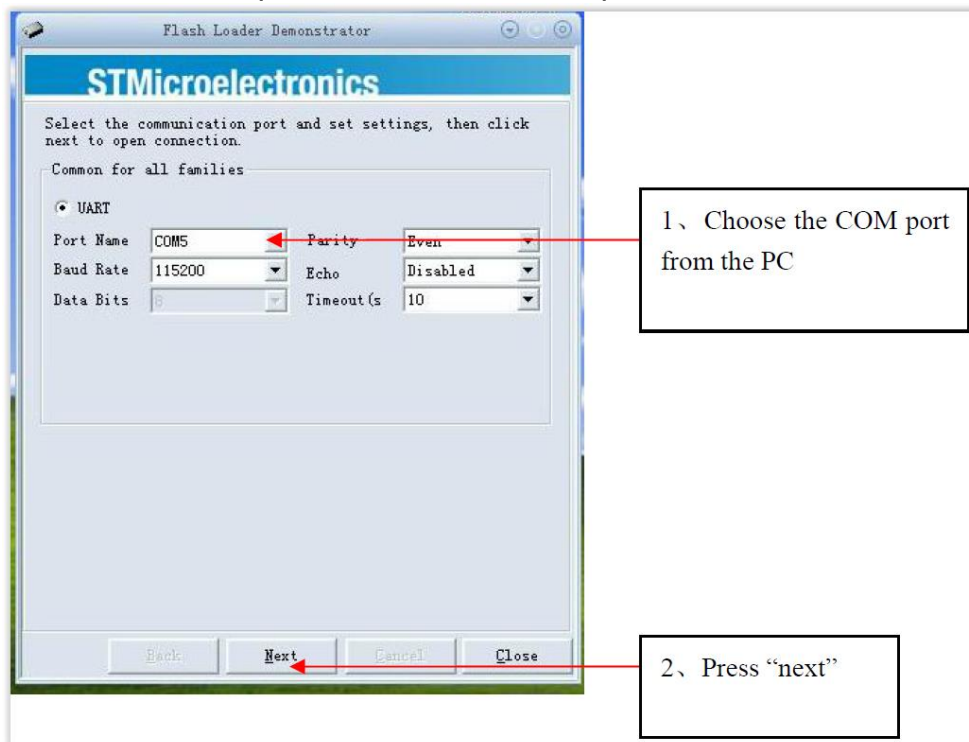 Flash Loader Demonstrator
STMicroelectronics
Select the communication port and set settings, then click
next to open connection.
Common for all families
UART
Port Name COM5 Parity Even
Baud Rate 115200 Echo Disabled
Data Bits 8 Timeout(s 10
1、Choose the COM port
from the PC
Back Next Cancel Close
2、Press “next”